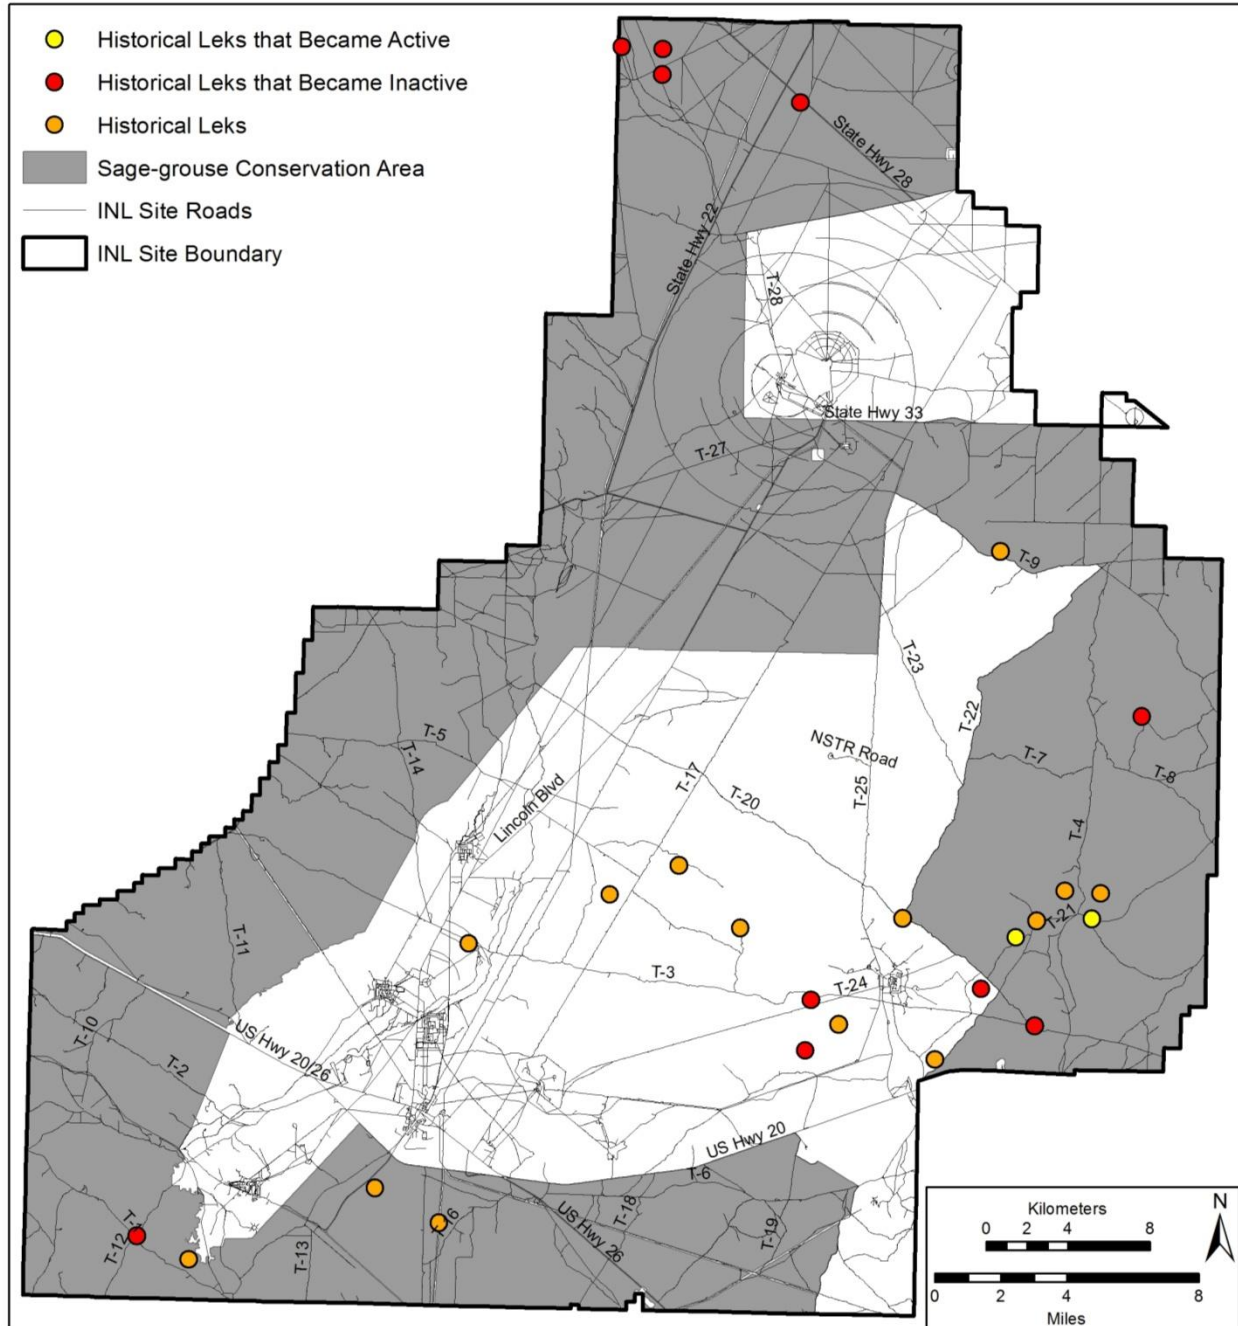 Historical Leks that Became Active
Historical Leks that Became Inactive
Historical Leks
Sage-grouse Conservation Area
INL Site Roads
INL Site Boundary
State Hwy 28
State Hwy 22
T-28
State Hwy 33
T-27
T-9
T-23
T-22
T-5
T-14
NSTR Road
T-7
T-8
T-17
T-20
T-25
T-4
Lincoln Blvd
T-21
T-11
T-3
T-24
T-10
T-2
US Hwy 20/26
US Hwy 20
T-6
T-16
T-18
US Hwy 26
T-19
T-12
T-13
Kilometers
0 2 4 8
0 2 4 8
Miles
N